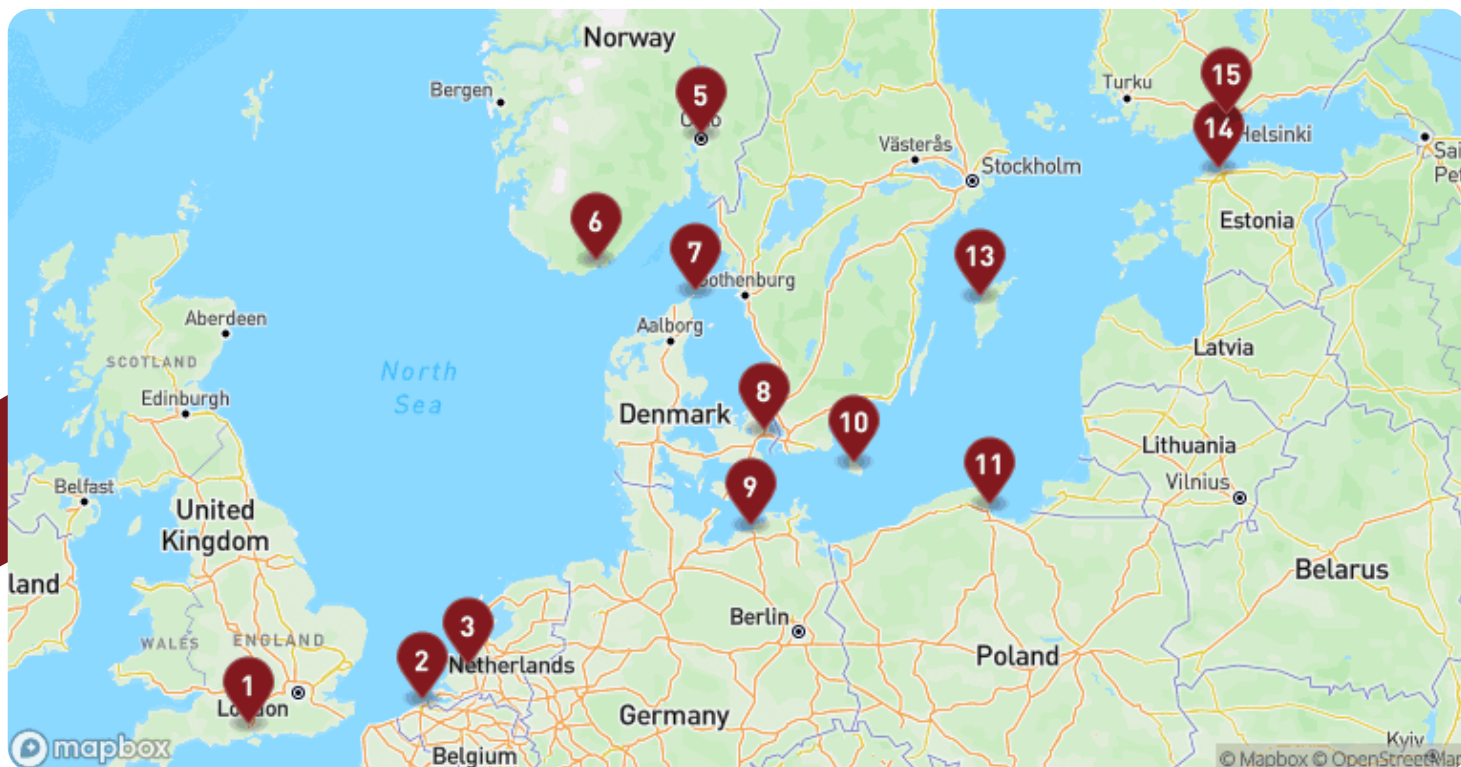 Norway
15
Turku
Bergen
5
14
Helsinki
Västerås
Stockholm
6
Estonia
7
13
Gothenburg
Aberdeen
Aalborg
SCOTLAND
North
Sea
Latvia
Edinburgh
8
Denmark
10
Lithuania
11
Vilnius
Belfast
9
United
Kingdom
land
Belarus
Berlin
3
WALES
ENGLAND
Poland
2
Netherlands
1
London
Germany
Kyiv
mapbox
Belgium
© Mapbox © OpenStreetMap